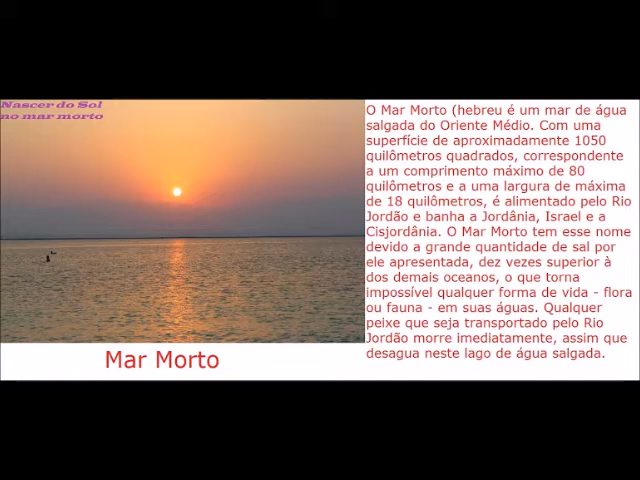 Nascer do Sol
no mar morto
O Mar Morto (hebreu é um mar de água
salgada do Oriente Médio. Com uma
superfície de aproximadamente 1050
quilômetros quadrados, correspondente
a um comprimento máximo de 80
quilômetros e a uma largura de máxima
de 18 quilômetros, é alimentado pelo Rio
Jordão e banha a Jordânia, Israel e a
Cisjordânia. O Mar Morto tem esse nome
devido a grande quantidade de sal por
ele apresentada, dez vezes superior à
dos demais oceanos, o que torna
impossível qualquer forma de vida - flora
ou fauna - em suas águas. Qualquer
peixe que seja transportado pelo Rio
Jordão morre imediatamente, assim que
desagua neste lago de água salgada.
Mar Morto